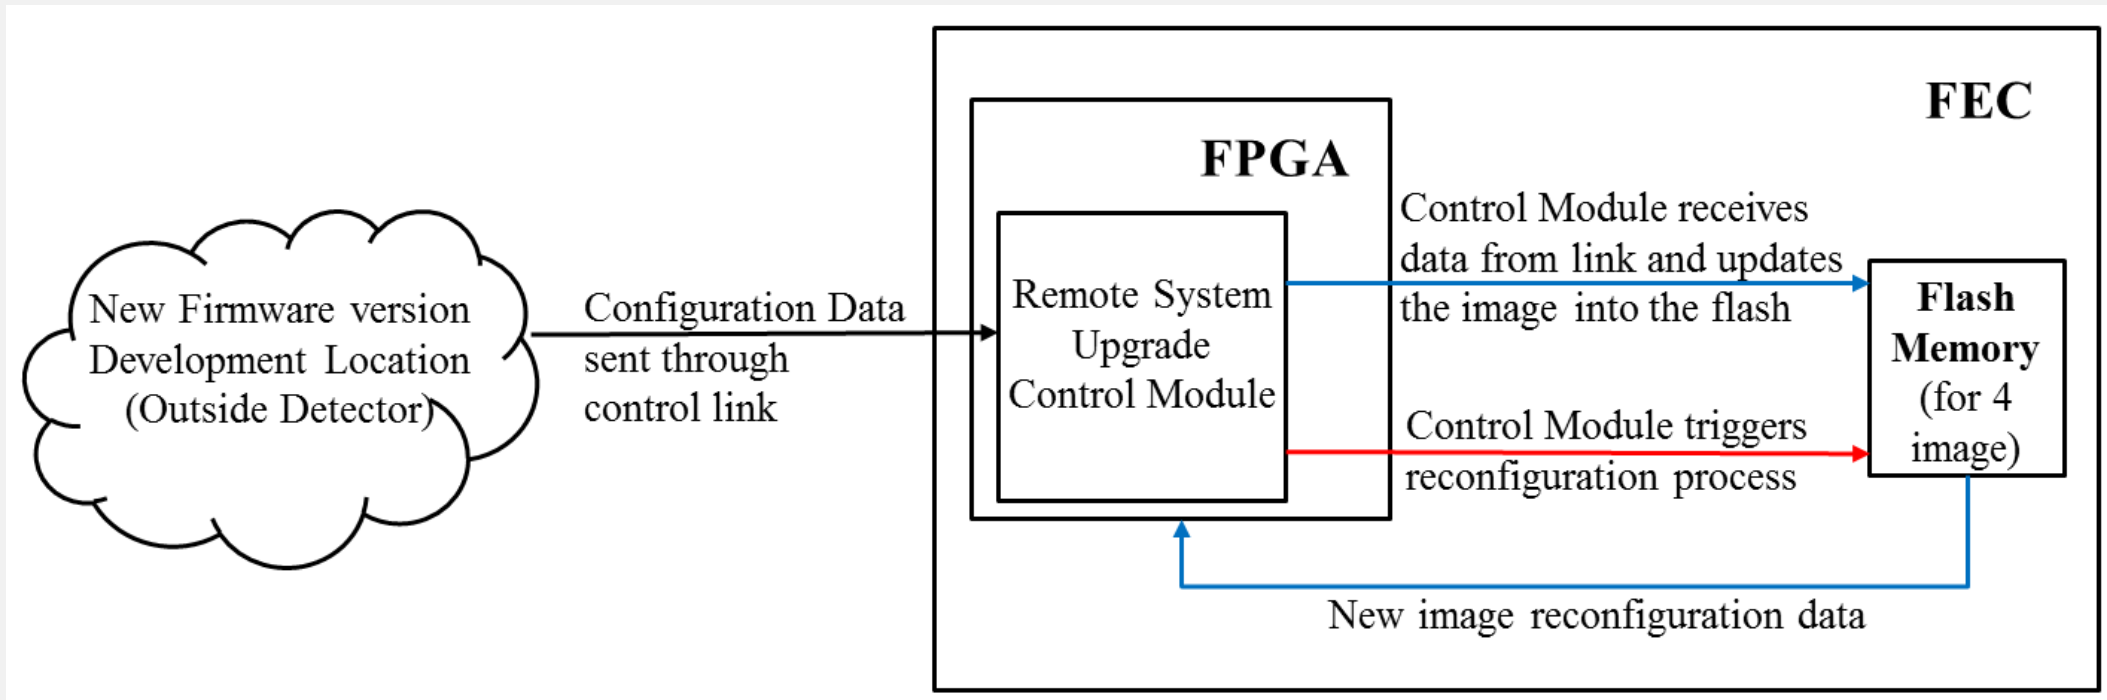 New Firmware version
Development Location
(Outside Detector)
Configuration Data
sent through
control link
FEC
FPGA
Remote System
Upgrade
Control Module
Control Module receives
data from link and updates
the image into the flash
Control Module triggers
reconfiguration process
Flash
Memory
(for 4
image)
New image reconfiguration data